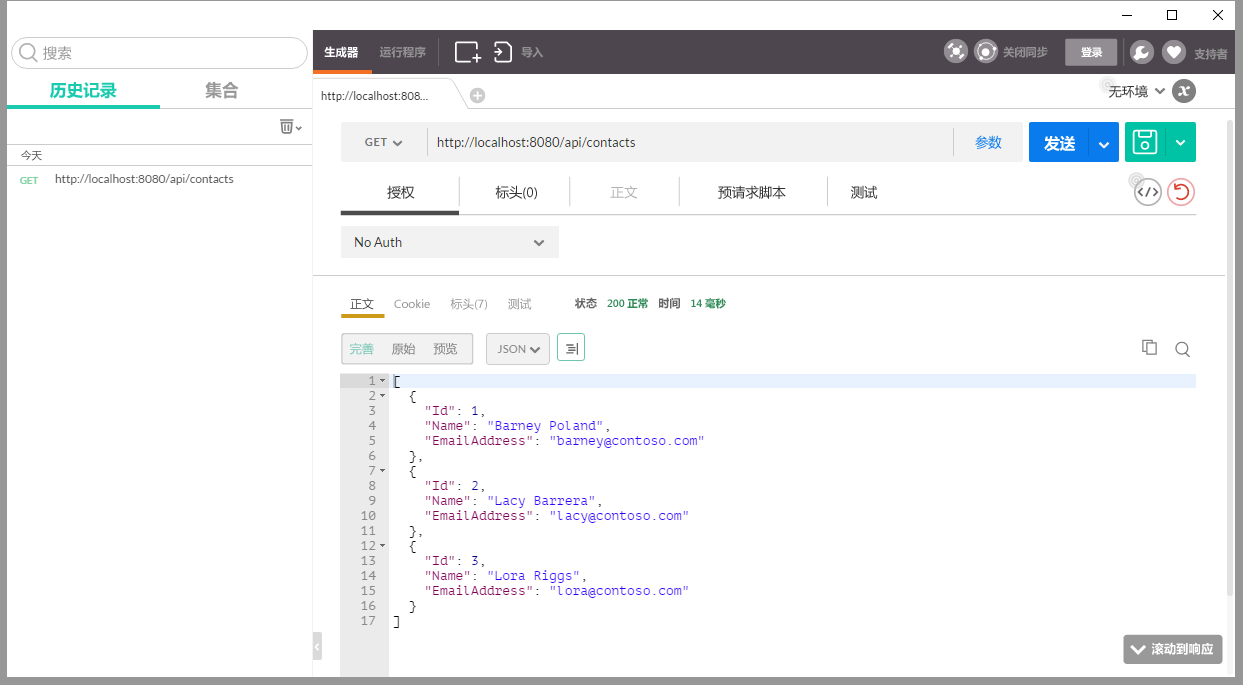 搜索
历史记录 集合
今天
GET http://localhost:8080/api/contacts
生成器 运行程序 导入 关闭同步 登录 支持者
http://localhost:808... 无环境
GET http://localhost:8080/api/contacts 参数 发送
授权 标头(0) 正文 预请求脚本 测试
No Auth
正文 Cookie 标头(7) 测试 状态 200 正常 时间 14 毫秒
完善 原始 预览 JSON
1 [
2 {
3 "Id": 1,
4 "Name": "Barney Poland",
5 "EmailAddress": "barney@contoso.com"
6 },
7 {
8 "Id": 2,
9 "Name": "Lacy Barrera",
10 "EmailAddress": "lacy@contoso.com"
11 },
12 {
13 "Id": 3,
14 "Name": "Lora Riggs",
15 "EmailAddress": "lora@contoso.com"
16 }
17 ]
滚动到响应